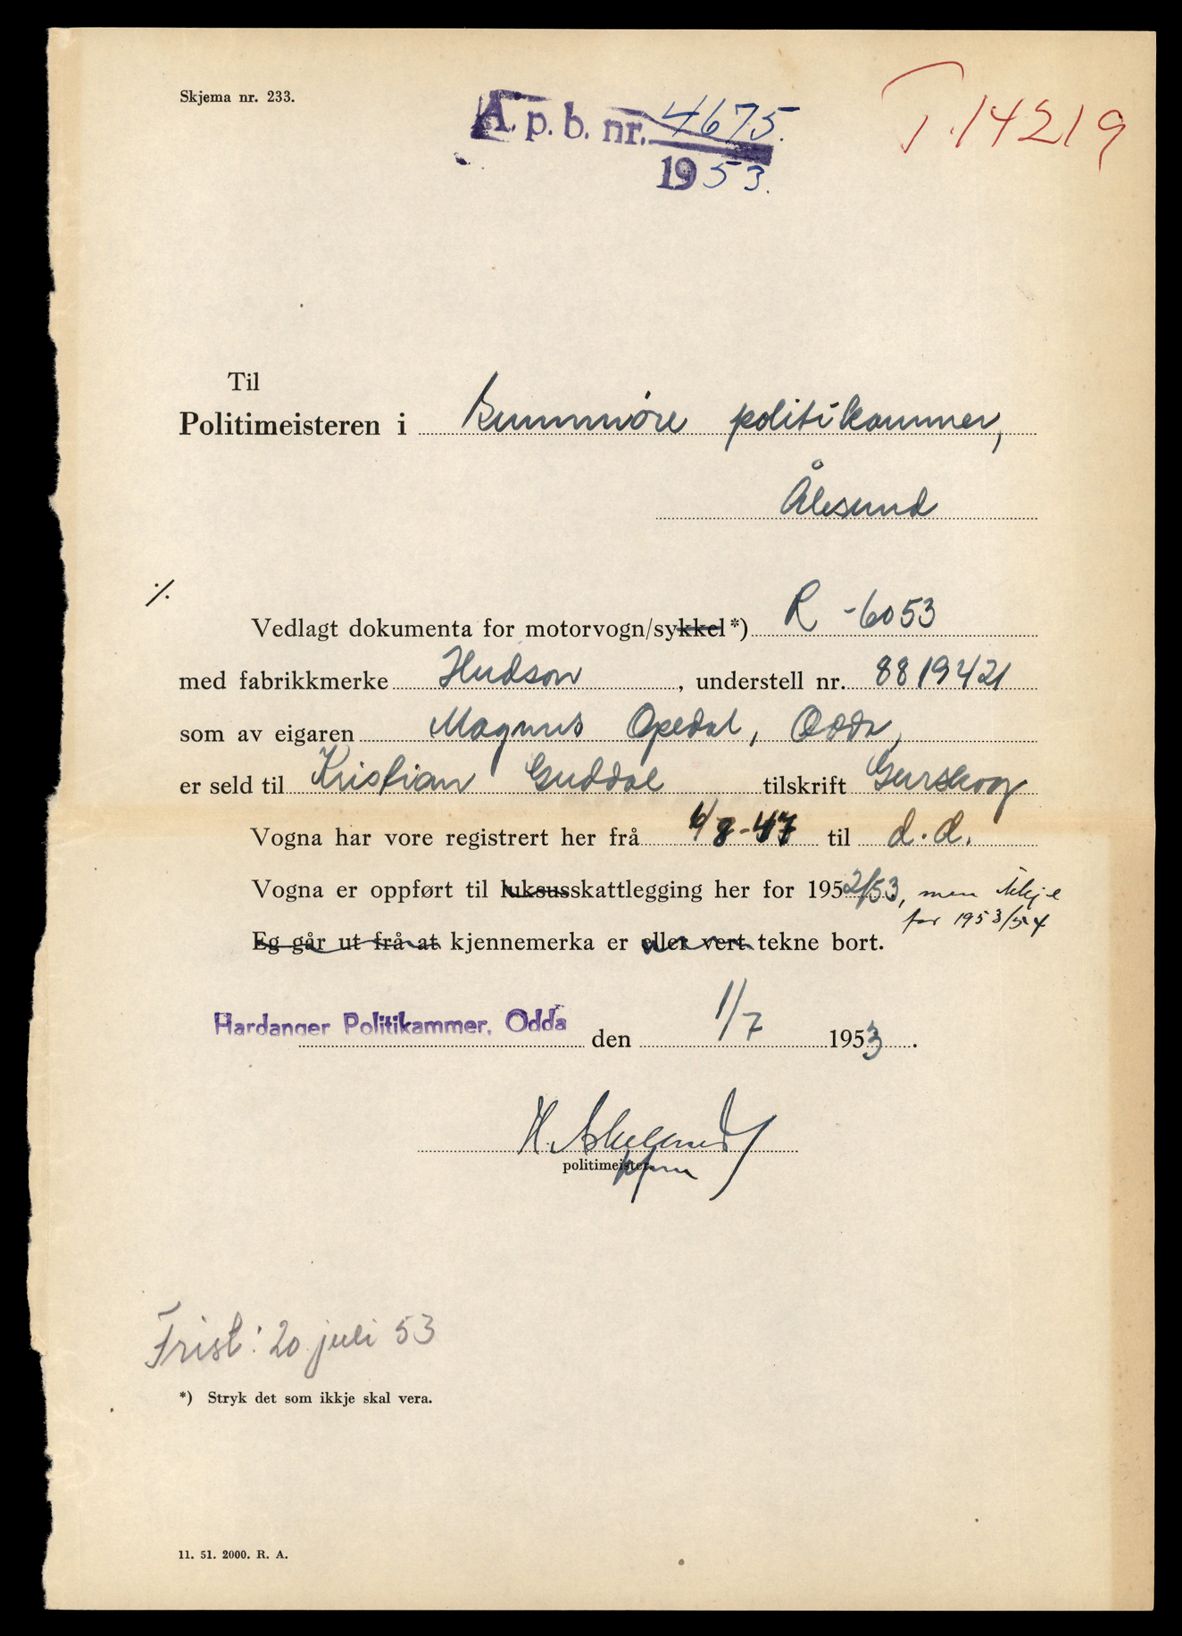 Skjema nr. 233.
A. p. b. nr. 4675.
1953.
T.14219
Til
Politimeisteren i Sunnmøre politikammer,
Ålesund
./.
Vedlagt dokumenta for motorvogn/sykkel*) R -6053
med fabrikkmerke Hudson, understell nr. 8819421
som av eigaren Magnus Opedal, Odda,
er seld til Kristian Guddal tilskrift Gurskog
Vogna har vore registrert her frå 6/8-47 til d.d.
Vogna er oppført til luksusskattlegging her for 1952/53, men ikkje
for 1953/54
Eg går ut frå at kjennemerka er eller vert tekne bort.
Hardanger Politikammer, Odda den 1/7 1953.
H.
politimeister
Frist: 20 juli 53
*) Stryk det som ikkje skal vera.
11. 51. 2000. R. A.